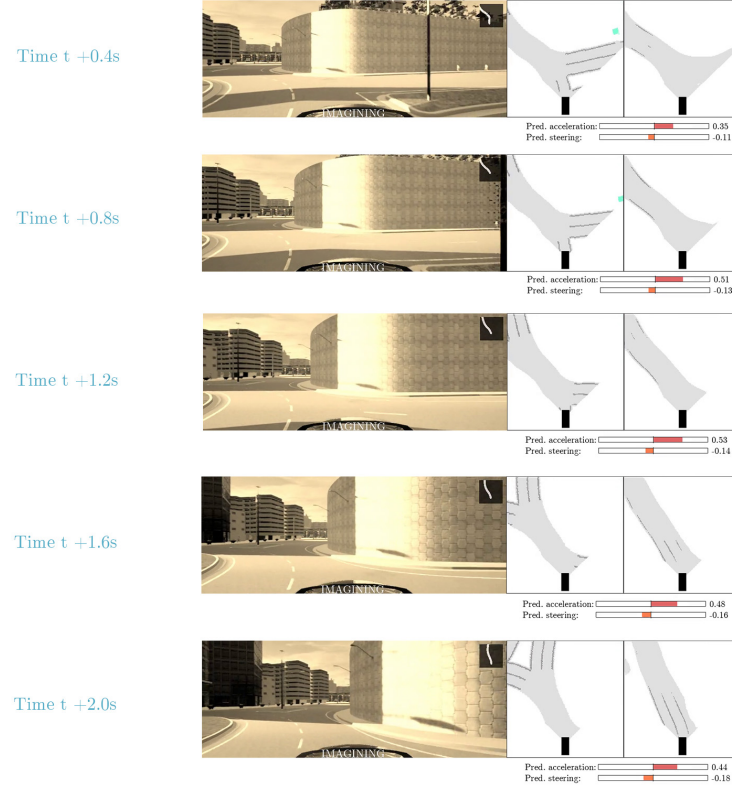 Time t +0.4s
IMAGINING
Pred. acceleration: 0.35
Pred. steering: -0.11
Time t +0.8s
IMAGINING
Pred. acceleration: 0.51
Pred. steering: -0.13
Time t +1.2s
IMAGINING
Pred. acceleration: 0.53
Pred. steering: -0.14
Time t +1.6s
IMAGINING
Pred. acceleration: 0.48
Pred. steering: -0.16
Time t +2.0s
IMAGINING
Pred. acceleration: 0.44
Pred. steering: -0.18